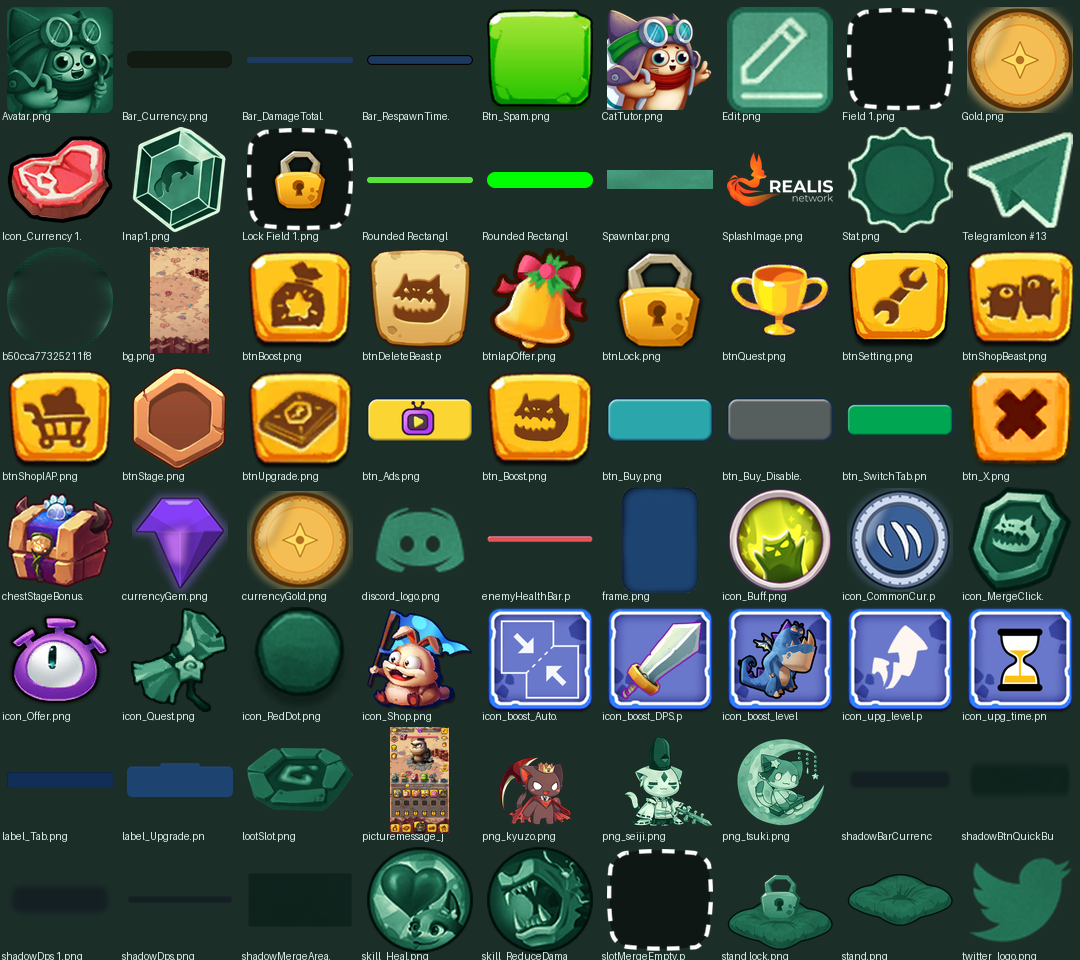 Avatar.png
Bar_Currency.png
Bar_DamageTotal.
Bar_RespawnTime.
Btn_Spam.png
CatTutor.png
Edit.png
Field 1.png
Gold.png
Icon_Currency 1.
Inap1.png
Lock Field 1.png
Rounded Rectangl
Rounded Rectangl
Spawnbar.png
REALIS
network
SplashImage.png
Stat.png
TelegramIcon #13
b50cca77325211f8
bg.png
btnBoost.png
btnDeleteBeast.p
btnIapOffer.png
btnLock.png
btnQuest.png
btnSetting.png
btnShopBeast.png
btnShopIAP.png
btnStage.png
btnUpgrade.png
btn_Ads.png
btn_Boost.png
btn_Buy.png
btn_Buy_Disable.
btn_SwitchTab.pn
btn_X.png
chestStageBonus.
currencyGem.png
currencyGold.png
discord_logo.png
enemyHealthBar.p
frame.png
icon_Buff.png
icon_CommonCur.p
icon_MergeClick.
icon_Offer.png
icon_Quest.png
icon_RedDot.png
icon_Shop.png
icon_boost_Auto.
icon_boost_DPS.p
icon_boost_level
icon_upg_level.p
icon_upg_time.pn
label_Tab.png
label_Upgrade.pn
lootSlot.png
picturemessage_j
png_kyuzo.png
png_seiji.png
png_tsuki.png
shadowBarCurrenc
shadowBtnQuickBu
shadowDps 1.png
shadowDps.png
shadowMergeArea.
skill_Heal.png
skill_ReduceDama
slotMergeEmpty.p
stand lock.png
stand.png
twitter_logo.png